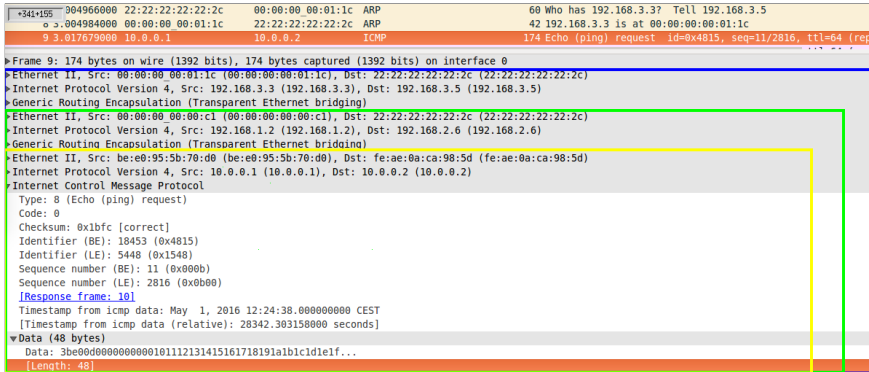 +341+155 004966000 22:22:22:22:22:2c 00:00:00_00:01:1c ARP 60 Who has 192.168.3.3? Tell 192.168.3.5
8 3.004984000 00:00:00_00:01:1c 22:22:22:22:22:2c ARP 42 192.168.3.3 is at 00:00:00:00:01:1c
9 3.017679000 10.0.0.1 10.0.0.2 ICMP 174 Echo (ping) request id=0x4815, seq=11/2816, ttl=64 (rep
Frame 9: 174 bytes on wire (1392 bits), 174 bytes captured (1392 bits) on interface 0
Ethernet II, Src: 00:00:00_00:01:1c (00:00:00:00:01:1c), Dst: 22:22:22:22:22:2c (22:22:22:22:22:2c)
Internet Protocol Version 4, Src: 192.168.3.3 (192.168.3.3), Dst: 192.168.3.5 (192.168.3.5)
Generic Routing Encapsulation (Transparent Ethernet bridging)
Ethernet II, Src: 00:00:00_00:00:c1 (00:00:00:00:00:c1), Dst: 22:22:22:22:22:2c (22:22:22:22:22:2c)
Internet Protocol Version 4, Src: 192.168.1.2 (192.168.1.2), Dst: 192.168.2.6 (192.168.2.6)
Generic Routing Encapsulation (Transparent Ethernet bridging)
Ethernet II, Src: be:e0:95:5b:70:d0 (be:e0:95:5b:70:d0), Dst: fe:ae:0a:ca:98:5d (fe:ae:0a:ca:98:5d)
Internet Protocol Version 4, Src: 10.0.0.1 (10.0.0.1), Dst: 10.0.0.2 (10.0.0.2)
Internet Control Message Protocol
Type: 8 (Echo (ping) request)
Code: 0
Checksum: 0x1bfc [correct]
Identifier (BE): 18453 (0x4815)
Identifier (LE): 5448 (0x1548)
Sequence number (BE): 11 (0x000b)
Sequence number (LE): 2816 (0x0b00)
[Response frame: 10]
Timestamp from icmp data: May 1, 2016 12:24:38.000000000 CEST
[Timestamp from icmp data (relative): 28342.303158000 seconds]
Data (48 bytes)
Data: 3be00d0000000000101112131415161718191a1b1c1d1e1f...
[Length: 48]